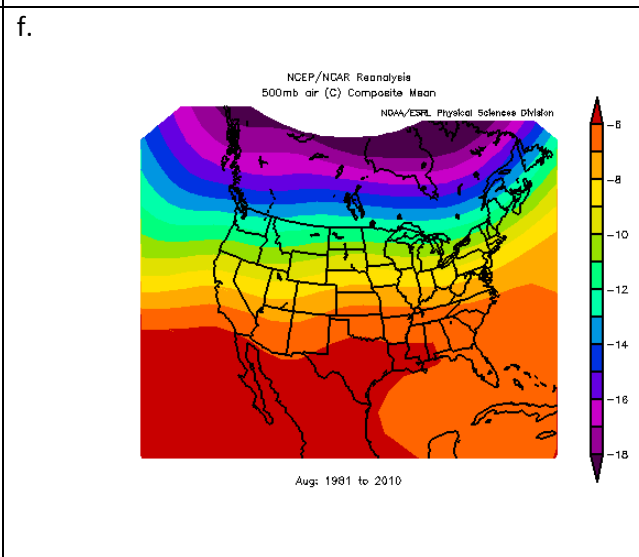 f.
NCEP/NCAR Reanalysis
500mb air (C) Composite Mean
NOAA/ESRL Physical Sciences Division
-6
-8
-10
-12
-14
-16
-18
Aug: 1981 to 2010